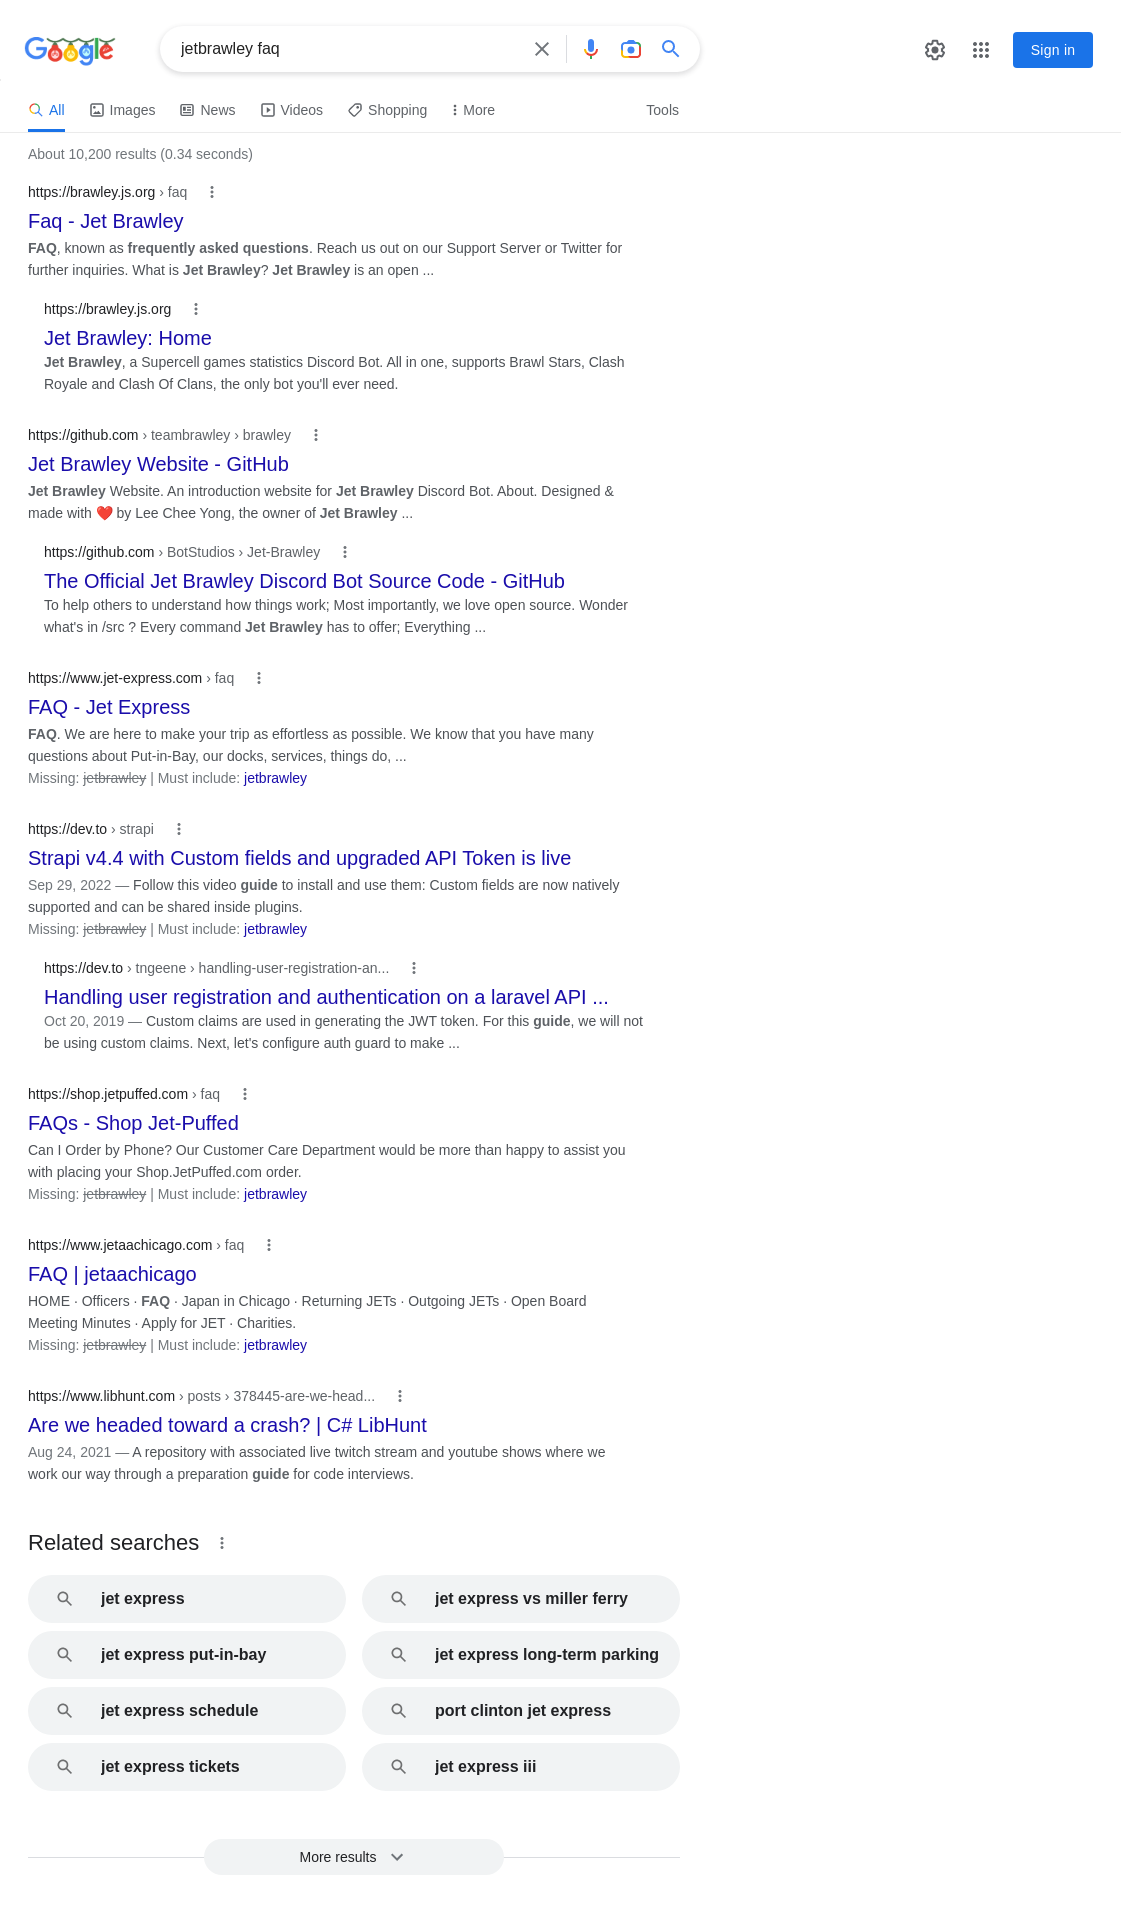 Google
jetbrawley faq
Sign in
All Images News Videos Shopping More Tools
About 10,200 results (0.34 seconds)
https://brawley.js.org › faq
Faq - Jet Brawley
FAQ, known as frequently asked questions. Reach us out on our Support Server or Twitter for
further inquiries. What is Jet Brawley? Jet Brawley is an open ...
https://brawley.js.org
Jet Brawley: Home
Jet Brawley, a Supercell games statistics Discord Bot. All in one, supports Brawl Stars, Clash
Royale and Clash Of Clans, the only bot you'll ever need.
https://github.com › teambrawley › brawley
Jet Brawley Website - GitHub
Jet Brawley Website. An introduction website for Jet Brawley Discord Bot. About. Designed &
made with ❤️ by Lee Chee Yong, the owner of Jet Brawley ...
https://github.com › BotStudios › Jet-Brawley
The Official Jet Brawley Discord Bot Source Code - GitHub
To help others to understand how things work; Most importantly, we love open source. Wonder
what's in /src ? Every command Jet Brawley has to offer; Everything ...
https://www.jet-express.com › faq
FAQ - Jet Express
FAQ. We are here to make your trip as effortless as possible. We know that you have many
questions about Put-in-Bay, our docks, services, things do, ...
Missing: jetbrawley | Must include: jetbrawley
https://dev.to › strapi
Strapi v4.4 with Custom fields and upgraded API Token is live
Sep 29, 2022 — Follow this video guide to install and use them: Custom fields are now natively
supported and can be shared inside plugins.
Missing: jetbrawley | Must include: jetbrawley
https://dev.to › tngeene › handling-user-registration-an...
Handling user registration and authentication on a laravel API ...
Oct 20, 2019 — Custom claims are used in generating the JWT token. For this guide, we will not
be using custom claims. Next, let's configure auth guard to make ...
https://shop.jetpuffed.com › faq
FAQs - Shop Jet-Puffed
Can I Order by Phone? Our Customer Care Department would be more than happy to assist you
with placing your Shop.JetPuffed.com order.
Missing: jetbrawley | Must include: jetbrawley
https://www.jetaachicago.com › faq
FAQ | jetaachicago
HOME · Officers · FAQ · Japan in Chicago · Returning JETs · Outgoing JETs · Open Board
Meeting Minutes · Apply for JET · Charities.
Missing: jetbrawley | Must include: jetbrawley
https://www.libhunt.com › posts › 378445-are-we-head...
Are we headed toward a crash? | C# LibHunt
Aug 24, 2021 — A repository with associated live twitch stream and youtube shows where we
work our way through a preparation guide for code interviews.
Related searches
jet express
jet express vs miller ferry
jet express put-in-bay
jet express long-term parking
jet express schedule
port clinton jet express
jet express tickets
jet express iii
More results